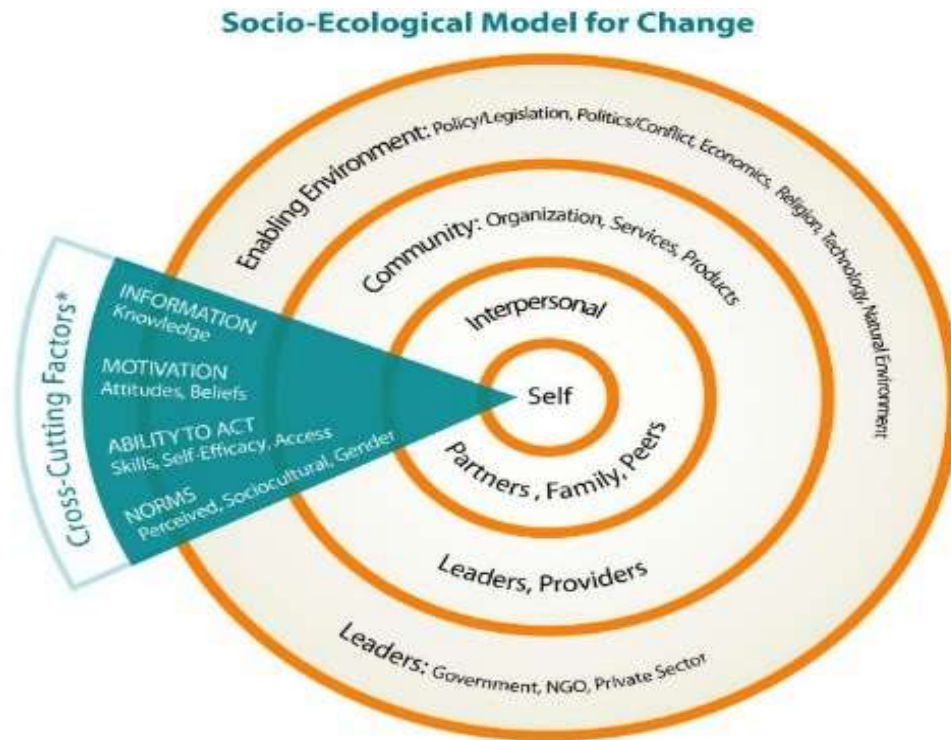 Socio-Ecological Model for Change
Enabling Environment: Policy/Legislation, Politics/Conflict, Economics, Religion, Technology, Natural Environment
Community: Organization, Services, Products
Interpersonal
Self
Partners , Family, Peers
Leaders, Providers
Leaders: Government, NGO, Private Sector
Cross-Cutting Factors*
INFORMATION
Knowledge
MOTIVATION
Attitudes, Beliefs
ABILITY TO ACT
Skills, Self-Efficacy, Access
NORMS
Perceived, Sociocultural, Gender